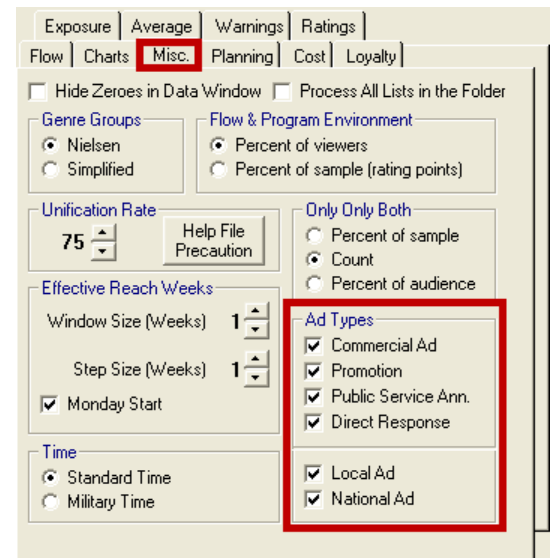 Exposure Average Warnings Ratings
Flow Charts Misc. Planning Cost Loyalty
Hide Zeroes in Data Window Process All Lists in the Folder
Genre Groups
Nielsen
Simplified
Flow & Program Environment
Percent of viewers
Percent of sample (rating points)
Unification Rate
75
Help File
Precaution
Only Only Both
Percent of sample
Count
Percent of audience
Effective Reach Weeks
Window Size (Weeks) 1
Step Size (Weeks) 1
Monday Start
Ad Types
Commercial Ad
Promotion
Public Service Ann.
Direct Response
Local Ad
National Ad
Time
Standard Time
Military Time